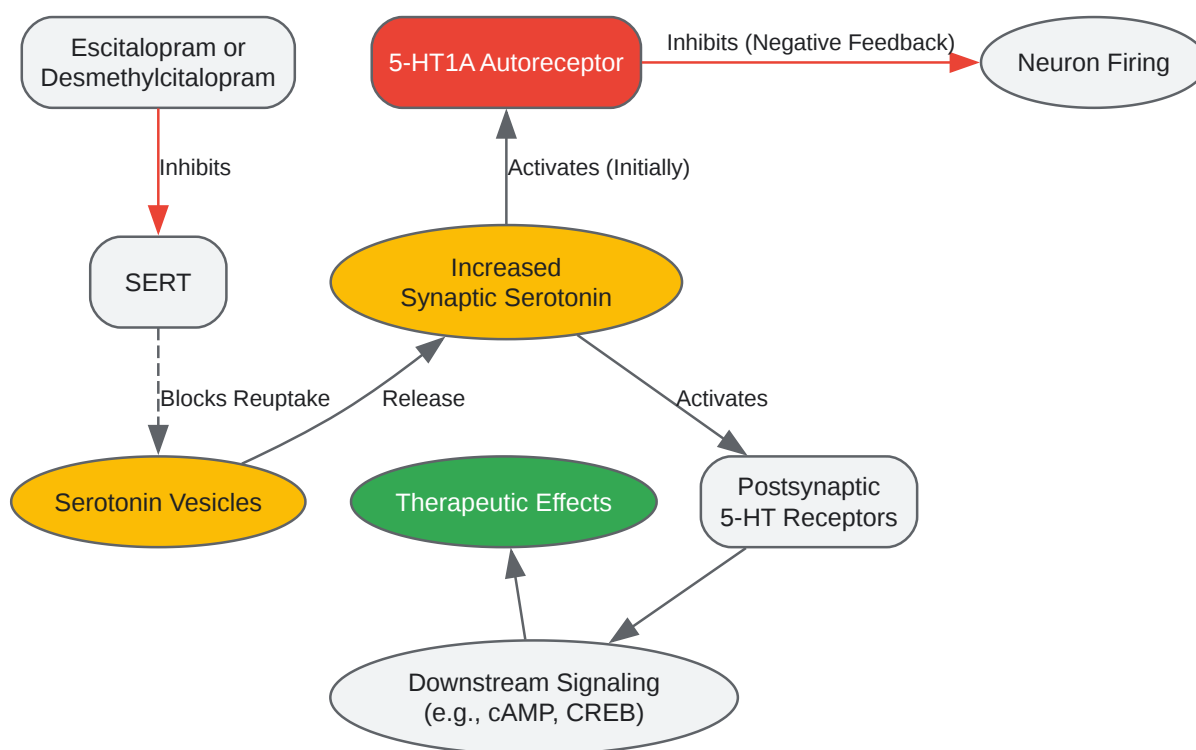 Escitalopram or
Desmethylcitalopram
5-HT1A Autoreceptor
Inhibits (Negative Feedback)
Neuron Firing
Inhibits
Activates (Initially)
SERT
Increased
Synaptic Serotonin
Blocks Reuptake
Release
Activates
Serotonin Vesicles
Therapeutic Effects
Postsynaptic
5-HT Receptors
Downstream Signaling
(e.g., cAMP, CREB)